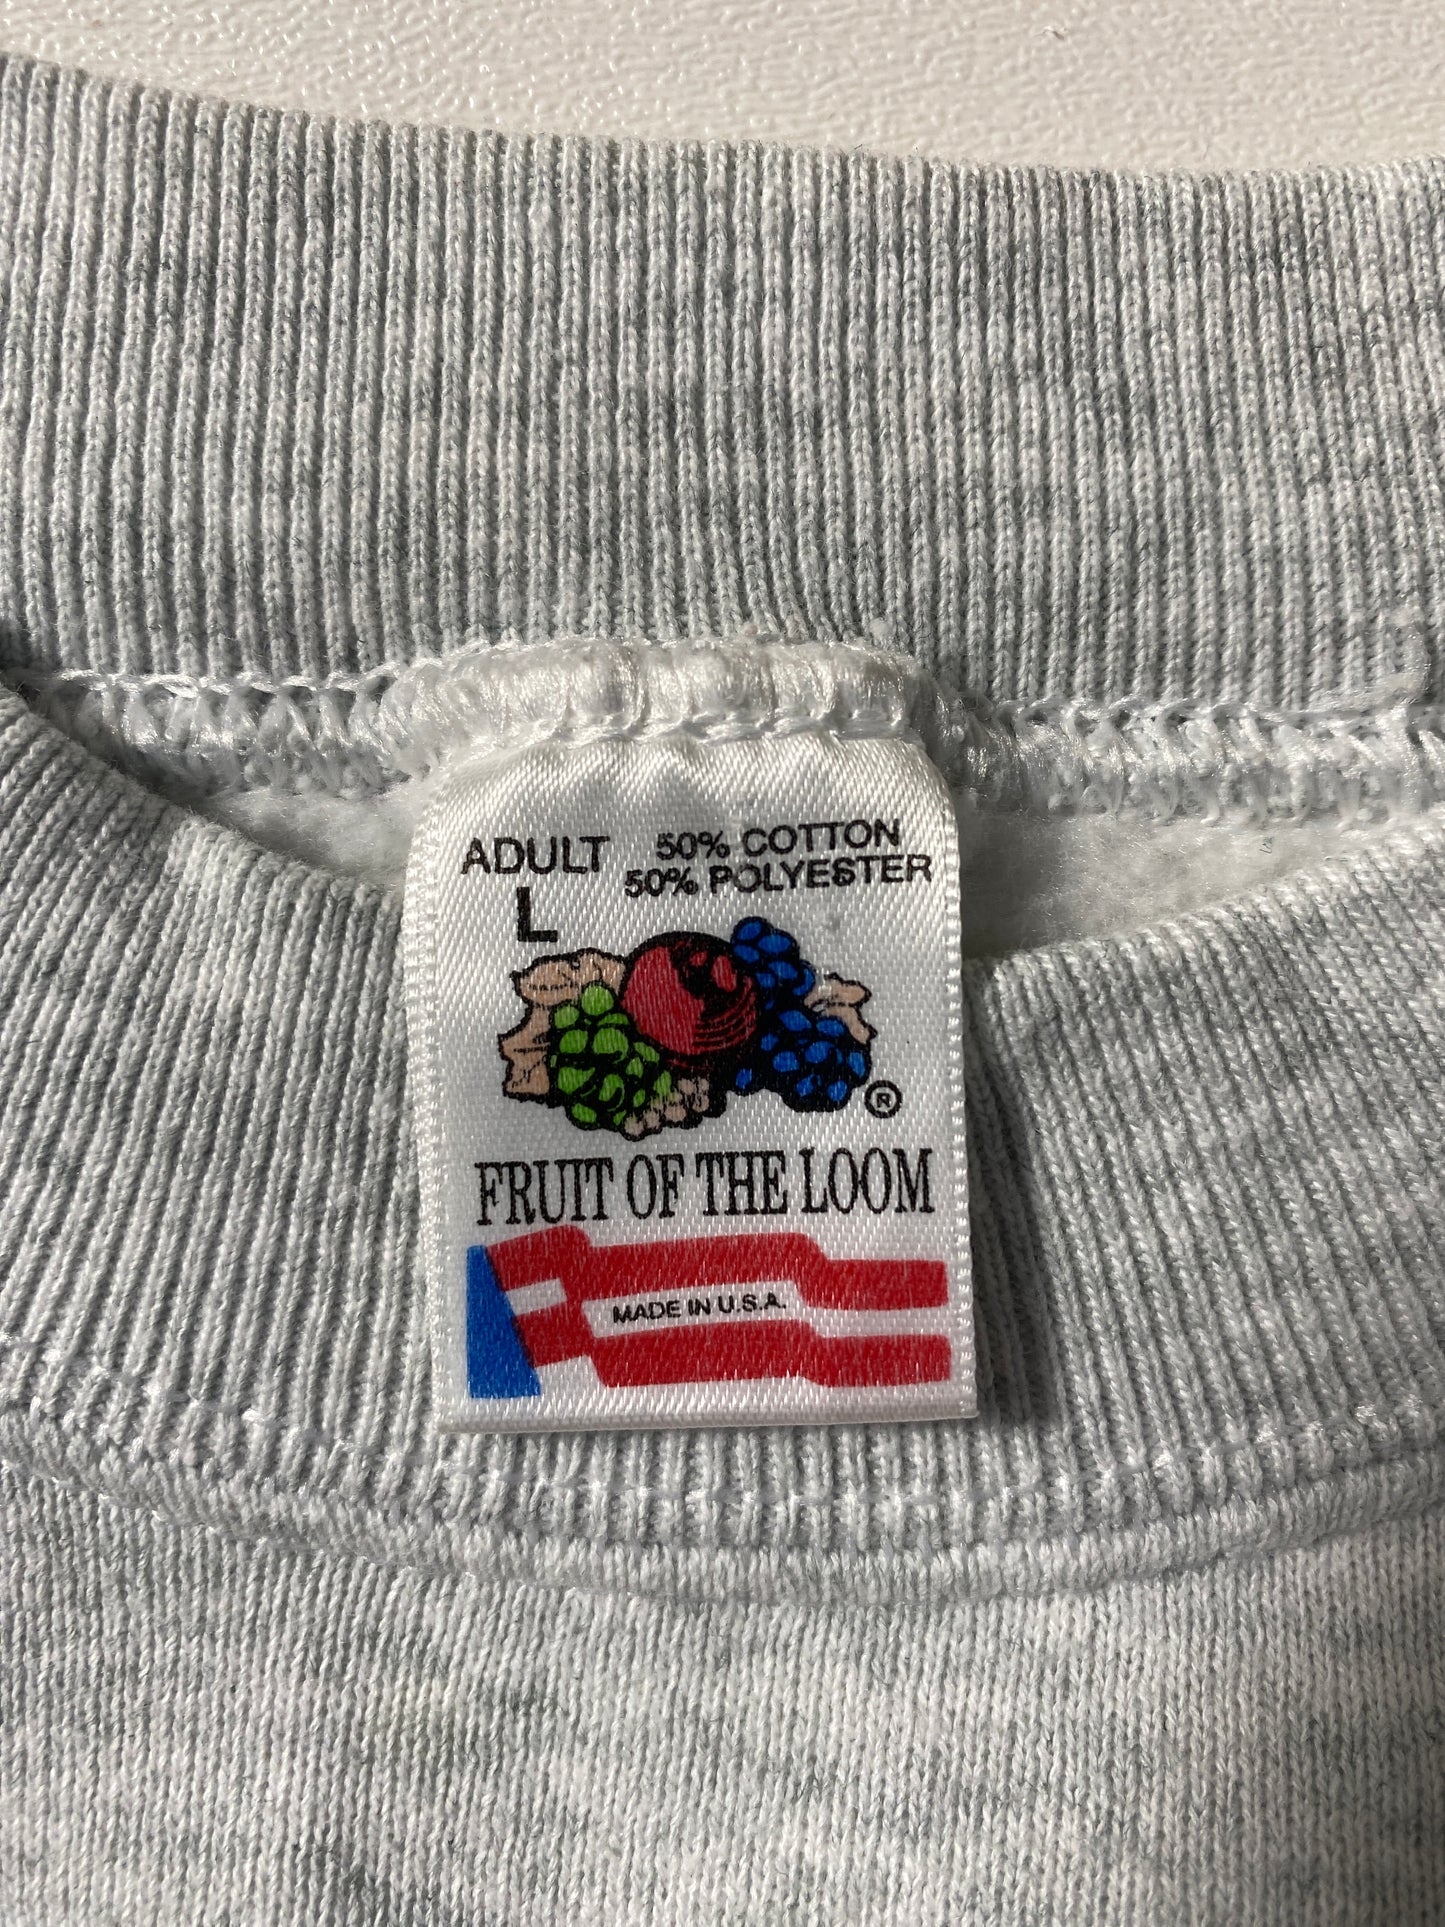 ADULT
L
50% COTTON
50% POLYESTER
®
FRUIT OF THE LOOM
MADE IN U.S.A.